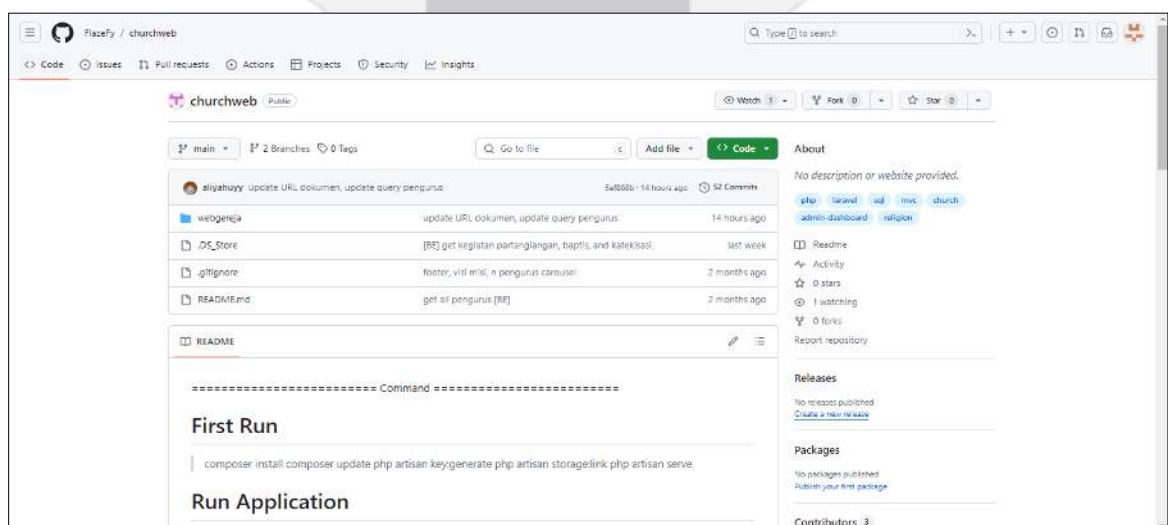 FlazeFy / churchweb
Type / to search
Code Issues Pull requests Actions Projects Security Insights
churchweb Public
Watch 1 Fork 0 Star 0
main 2 Branches 0 Tags Go to file Add file Code
aliyahuyy update URL dokumen, update query pengurus 14 hours ago 52 Commits
webgereja update URL dokumen, update query pengurus 14 hours ago
.DS_Store [BE] get kegiatan partangiangan, baptis, and katekisasi last week
.gitignore footer, visi misi, n pengurus carousel 2 months ago
README.md get all pengurus [BE] 2 months ago
README
========================= Command =========================
First Run
composer install composer update php artisan key:generate php artisan storage:link php artisan serve
Run Application
About
No description or website provided.
php laravel sql mvc church
admin-dashboard religion
Readme
Activity
0 stars
1 watching
0 forks
Report repository
Releases
No releases published
Create a new release
Packages
No packages published
Publish your first package
Contributors 3